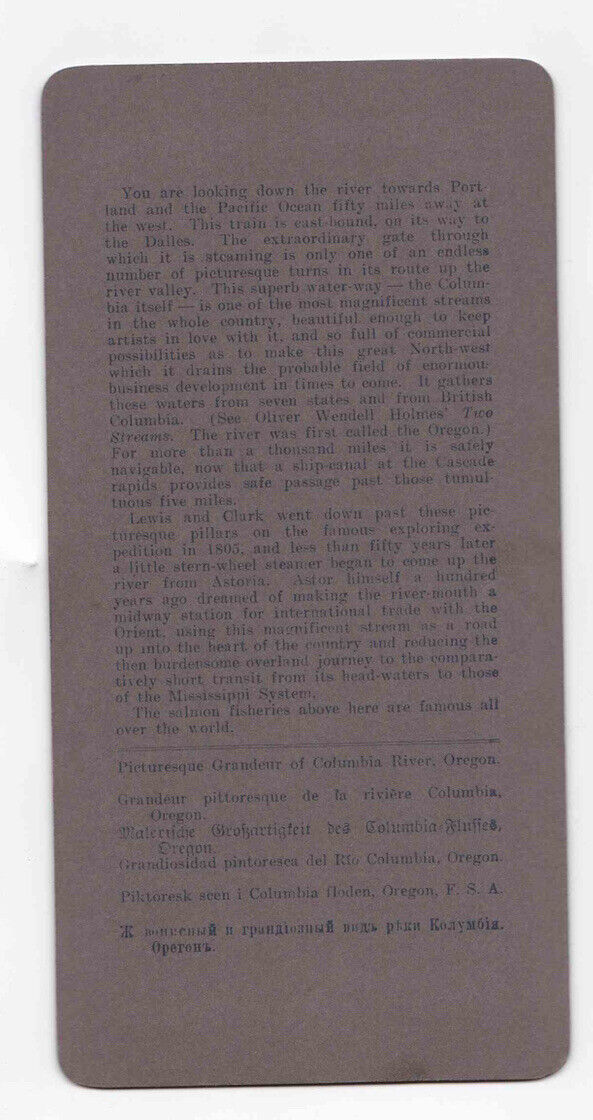 You are looking down the river towards Port-
land and the Pacific Ocean fifty miles away at
the west. This train is east-bound, on its way to
the Dalles. The extraordinary gate through
which it is steaming is only one of an endless
number of picturesque turns in its route up the
river valley. This superb water-way — the Colum-
bia itself — is one of the most magnificent streams
in the whole country, beautiful enough to keep
artists in love with it, and so full of commercial
possibilities as to make this great North-west
which it drains the probable field of enormou
business development in times to come. It gathers
these waters from seven states and from British
Columbia. (See Oliver Wendell Holmes' Two
Streams. The river was first called the Oregon.)
For more than a thousand miles it is safely
navigable, now that a ship-canal at the Cascade
rapids provides safe passage past those tumul-
tuous five miles.
Lewis and Clark went down past these pic-
turesque pillars on the famous exploring ex-
pedition in 1805, and less than fifty years later
a little stern-wheel steamer began to come up the
river from Astoria. Astor himself a hundred
years ago dreamed of making the river-mouth a
midway station for international trade with the
Orient, using this magnificent stream as a road
up into the heart of the country and reducing the
then burdensome overland journey to the compara-
tively short transit from its head-waters to those
of the Mississippi System.
The salmon fisheries above here are famous all
over the world.
Picturesque Grandeur of Columbia River, Oregon.
Grandeur pittoresque de la rivière Columbia,
Oregon.
Malerische Großartigkeit des Columbia-Flusses,
Oregon.
Grandiosidad pintoresca del Río Columbia, Oregon.
Piktoresk scen i Columbia floden, Oregon, F. S. A.
Ж вописный и грандіозный видъ рѣки Колумбія.
Орегонъ.